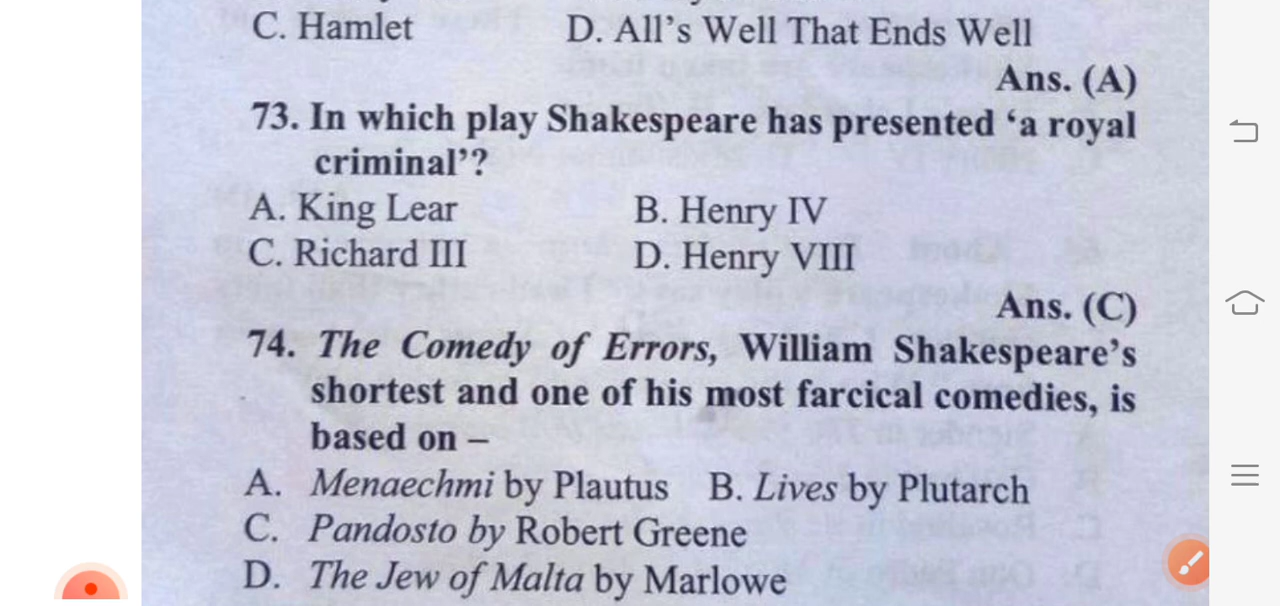 C. Hamlet D. All's Well That Ends Well
Ans. (A)
73. In which play Shakespeare has presented 'a royal
criminal'?
A. King Lear B. Henry IV
C. Richard III D. Henry VIII
Ans. (C)
74. The Comedy of Errors, William Shakespeare's
shortest and one of his most farcical comedies, is
based on –
A. Menaechmi by Plautus B. Lives by Plutarch
C. Pandosto by Robert Greene
D. The Jew of Malta by Marlowe